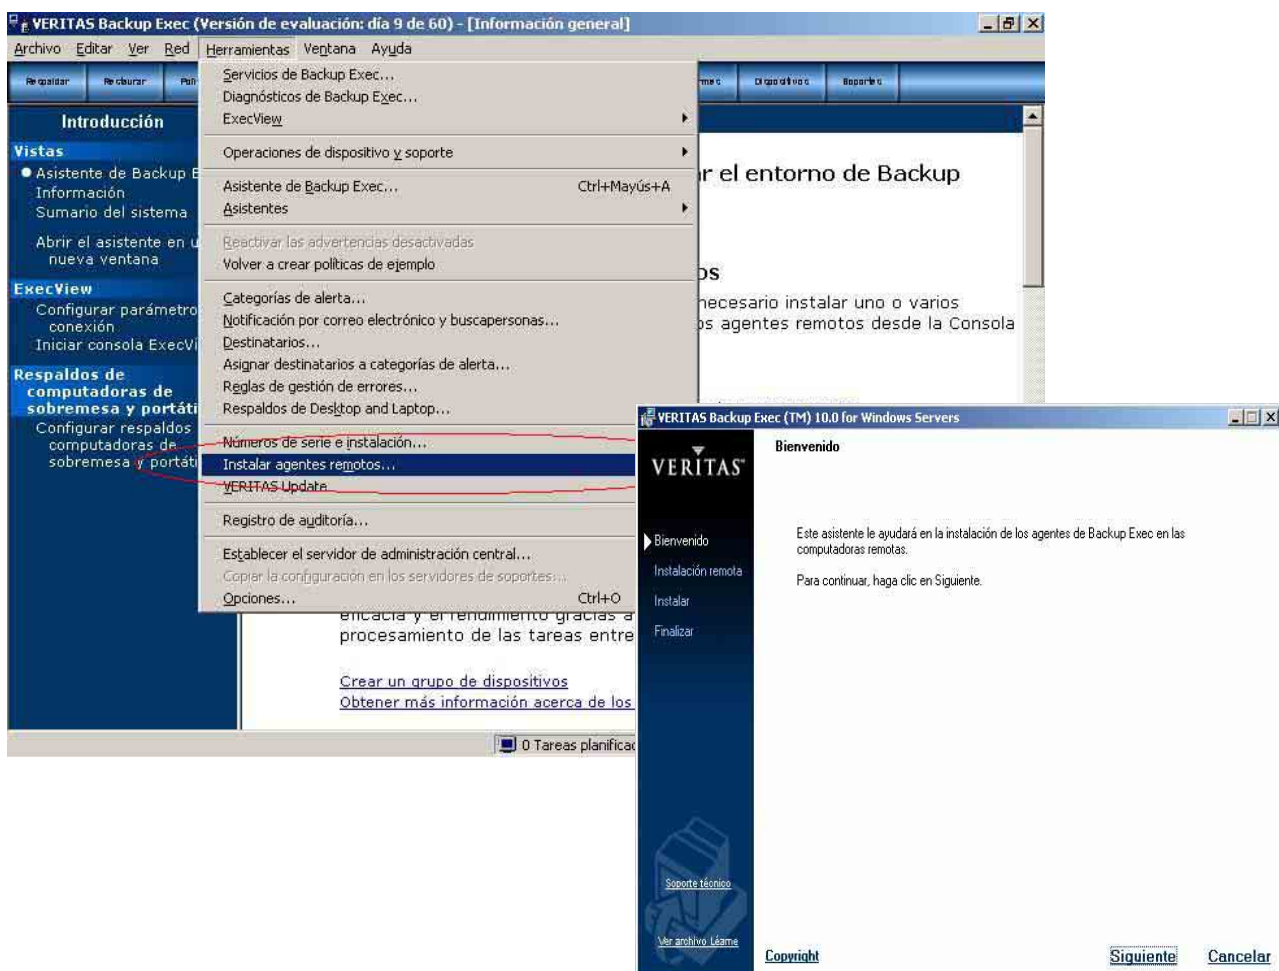 VERITAS Backup Exec (Versión de evaluación: día 9 de 60) - [Información general]
Archivo Editar Ver Red Herramientas Ventana Ayuda
Respaldar Restaurar Dispositivos Reportes
Introducción
Vistas
Asistente de Backup E
Información
Sumario del sistema
Abrir el asistente en u
nueva ventana
ExecView
Configurar parámetro
conexión
Iniciar consola ExecVi
Respaldos de
computadoras de
sobremesa y portáti
Configurar respaldos
computadoras de
sobremesa y portáti
Servicios de Backup Exec...
Diagnósticos de Backup Exec...
ExecView
Operaciones de dispositivo y soporte
Asistente de Backup Exec... Ctrl+Mayús+A
Asistentes
Reactivar las advertencias desactivadas
Volver a crear políticas de ejemplo
Categorías de alerta...
Notificación por correo electrónico y buscapersonas...
Destinatarios...
Asignar destinatarios a categorías de alerta...
Reglas de gestión de errores...
Respaldos de Desktop and Laptop...
Números de serie e instalación...
Instalar agentes remotos...
VERITAS Update
Registro de auditoría...
Establecer el servidor de administración central...
Copiar la configuración en los servidores de soportes...
Opciones... Ctrl+O
r el entorno de Backup
os
necesario instalar uno o varios
os agentes remotos desde la Consola
eficacia y el rendimiento gracias a
procesamiento de las tareas entre
Crear un grupo de dispositivos
Obtener más información acerca de los
0 Tareas planificad
VERITAS Backup Exec (TM) 10.0 for Windows Servers
VERITAS
Bienvenido
Instalación remota
Instalar
Finalizar
Soporte técnico
Ver archivo Léame
Bienvenido
Este asistente le ayudará en la instalación de los agentes de Backup Exec en las
computadoras remotas.
Para continuar, haga clic en Siguiente.
Copyright
Siguiente Cancelar